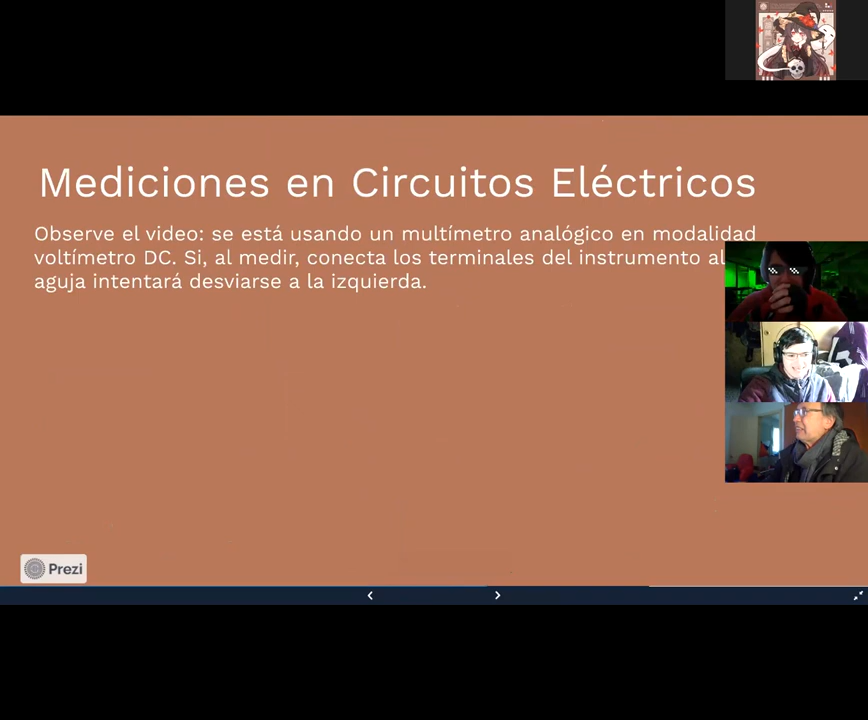 Mediciones en Circuitos Eléctricos
Observe el video: se está usando un multímetro analógico en modalidad
voltímetro DC. Si, al medir, conecta los terminales del instrumento al
aguja intentará desviarse a la izquierda.
Prezi